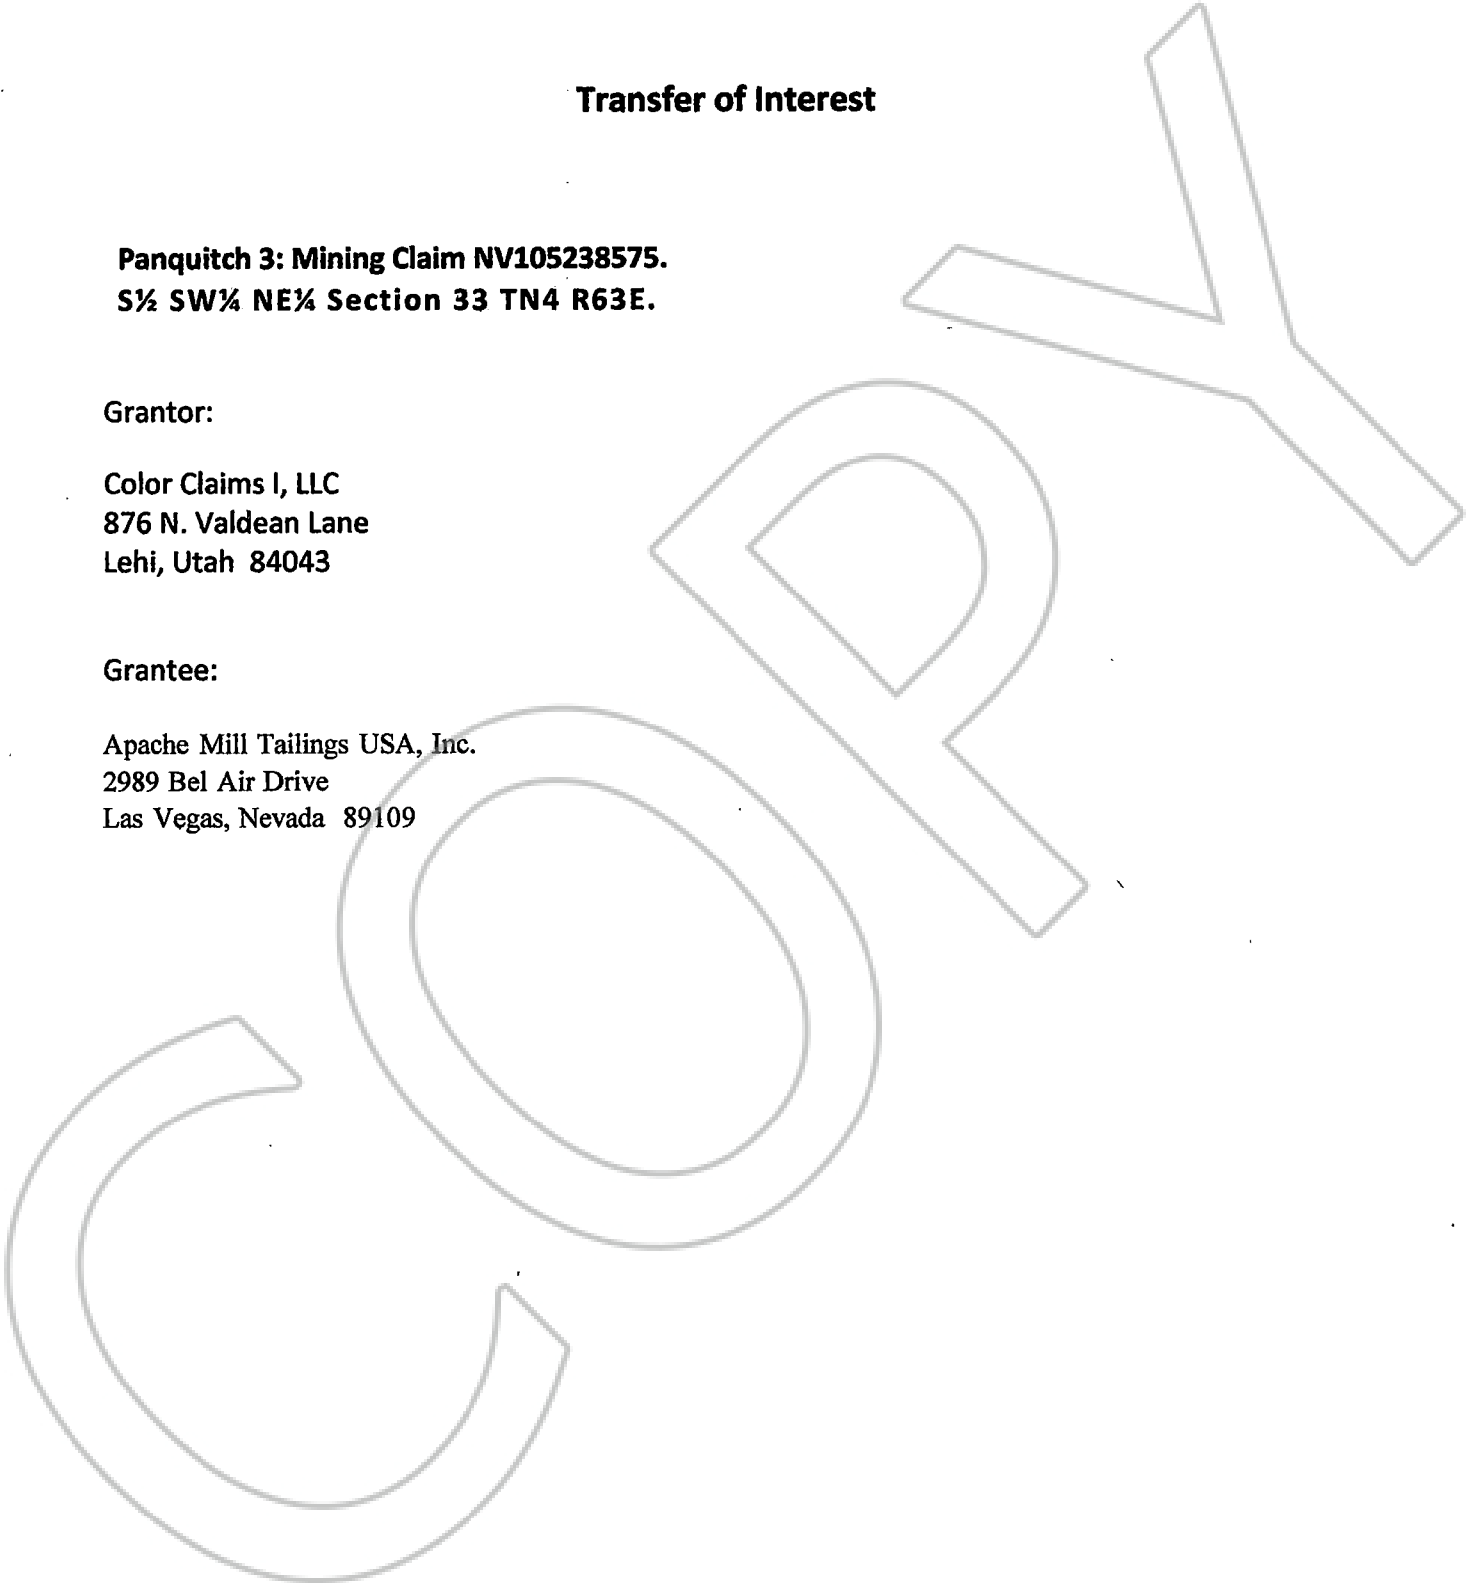 Transfer of Interest
Panquitch 3: Mining Claim NV105238575.
S½ SW¼ NE¼ Section 33 TN4 R63E.
Grantor:
Color Claims I, LLC
876 N. Valdean Lane
Lehi, Utah 84043
Grantee:
Apache Mill Tailings USA, Inc.
2989 Bel Air Drive
Las Vegas, Nevada 89109
COPY